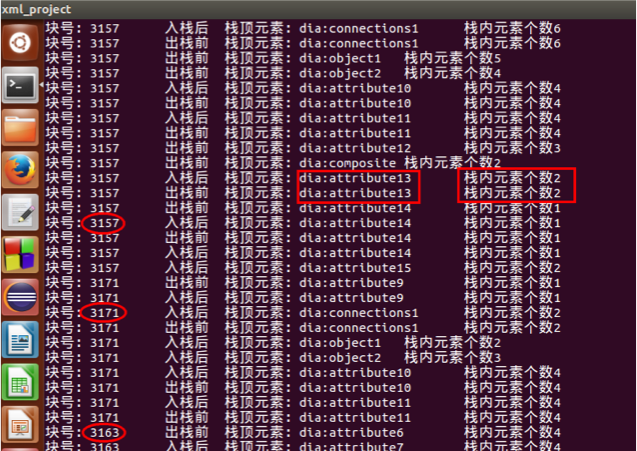 xml_project
块号: 3157 入栈后 栈顶元素: dia:connections1 栈内元素个数6
块号: 3157 出栈前 栈顶元素: dia:connections1 栈内元素个数6
块号: 3157 出栈前 栈顶元素: dia:object1 栈内元素个数5
块号: 3157 出栈前 栈顶元素: dia:object2 栈内元素个数4
块号: 3157 入栈后 栈顶元素: dia:attribute10 栈内元素个数4
块号: 3157 出栈前 栈顶元素: dia:attribute10 栈内元素个数4
块号: 3157 入栈后 栈顶元素: dia:attribute11 栈内元素个数4
块号: 3157 出栈前 栈顶元素: dia:attribute11 栈内元素个数4
块号: 3157 出栈前 栈顶元素: dia:attribute12 栈内元素个数3
块号: 3157 出栈前 栈顶元素: dia:composite 栈内元素个数2
块号: 3157 入栈后 栈顶元素: dia:attribute13 栈内元素个数2
块号: 3157 出栈前 栈顶元素: dia:attribute13 栈内元素个数2
块号: 3157 出栈前 栈顶元素: dia:attribute14 栈内元素个数1
块号: 3157 入栈后 栈顶元素: dia:attribute14 栈内元素个数1
块号: 3157 出栈前 栈顶元素: dia:attribute14 栈内元素个数1
块号: 3157 入栈后 栈顶元素: dia:attribute14 栈内元素个数1
块号: 3157 入栈后 栈顶元素: dia:attribute15 栈内元素个数2
块号: 3171 入栈后 栈顶元素: dia:attribute9 栈内元素个数1
块号: 3171 出栈前 栈顶元素: dia:attribute9 栈内元素个数1
块号: 3171 入栈后 栈顶元素: dia:connections1 栈内元素个数2
块号: 3171 出栈前 栈顶元素: dia:connections1 栈内元素个数2
块号: 3171 入栈后 栈顶元素: dia:object1 栈内元素个数2
块号: 3171 入栈后 栈顶元素: dia:object2 栈内元素个数3
块号: 3171 入栈后 栈顶元素: dia:attribute10 栈内元素个数4
块号: 3171 出栈前 栈顶元素: dia:attribute10 栈内元素个数4
块号: 3171 入栈后 栈顶元素: dia:attribute11 栈内元素个数4
块号: 3171 出栈前 栈顶元素: dia:attribute11 栈内元素个数4
块号: 3163 出栈前 栈顶元素: dia:attribute6 栈内元素个数4
块号: 3163 入栈后 栈顶元素: dia:attribute7 栈内元素个数4